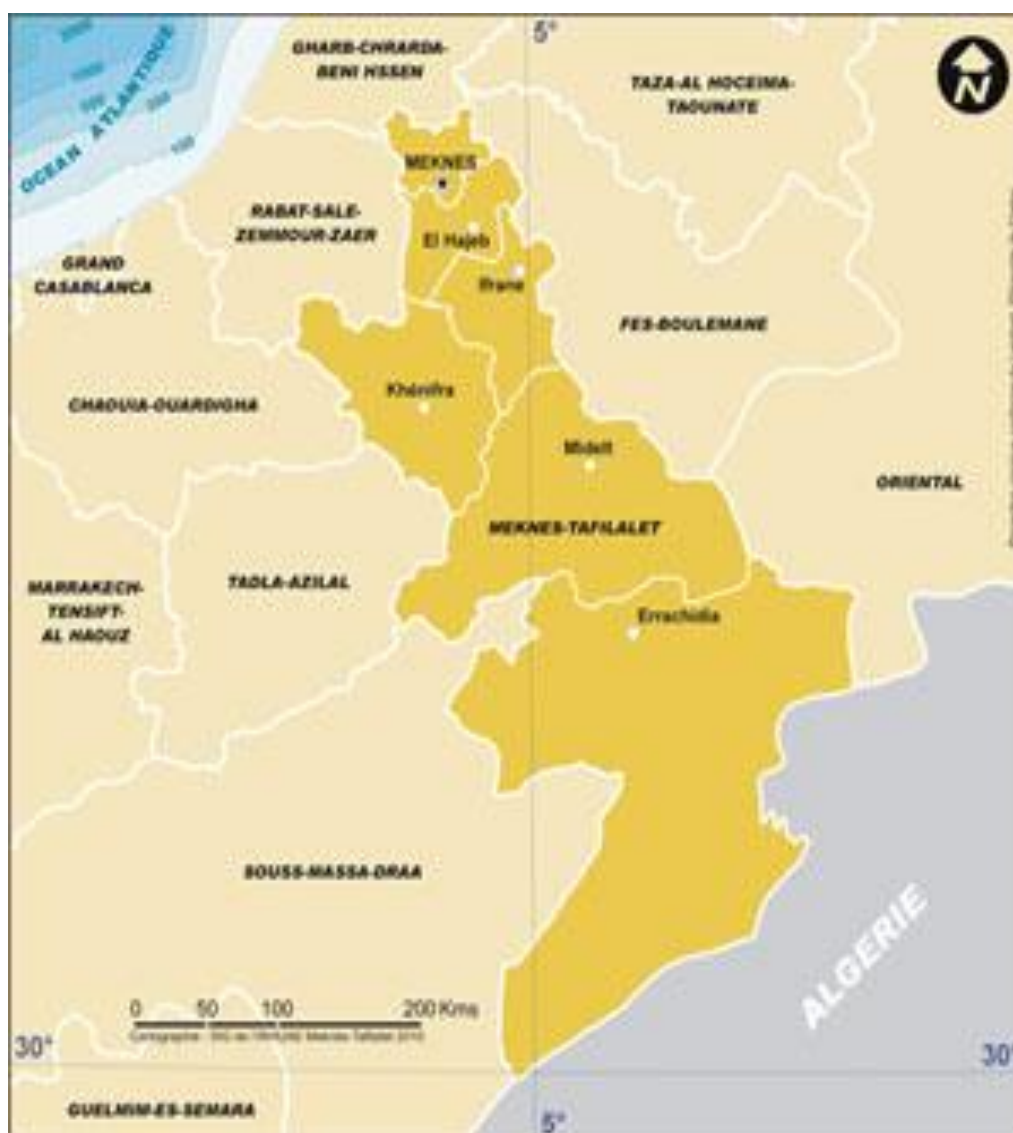 GHARB-CHRARDA-
BENI HSSEN
5°
TAZA-AL HOCEIMA-
TAOUNATE
N
OCEAN ATLANTIQUE
100
MEKNES
RABAT-SALE-
ZEMMOUR-ZAER
El Hajeb
GRAND
CASABLANCA
Ifrane
FES-BOULEMANE
Khénifra
CHAOUIA-OUARDIGHA
Midelt
ORIENTAL
MEKNES-TAFILALET
MARRAKECH-
TENSIFT-
AL HAOUZ
TADLA-AZILAL
Errachidia
SOUSS-MASSA-DRAA
ALGERIE
0 50 100 200 Kms
30°
30°
GUELMIM-ES-SEMARA
5°